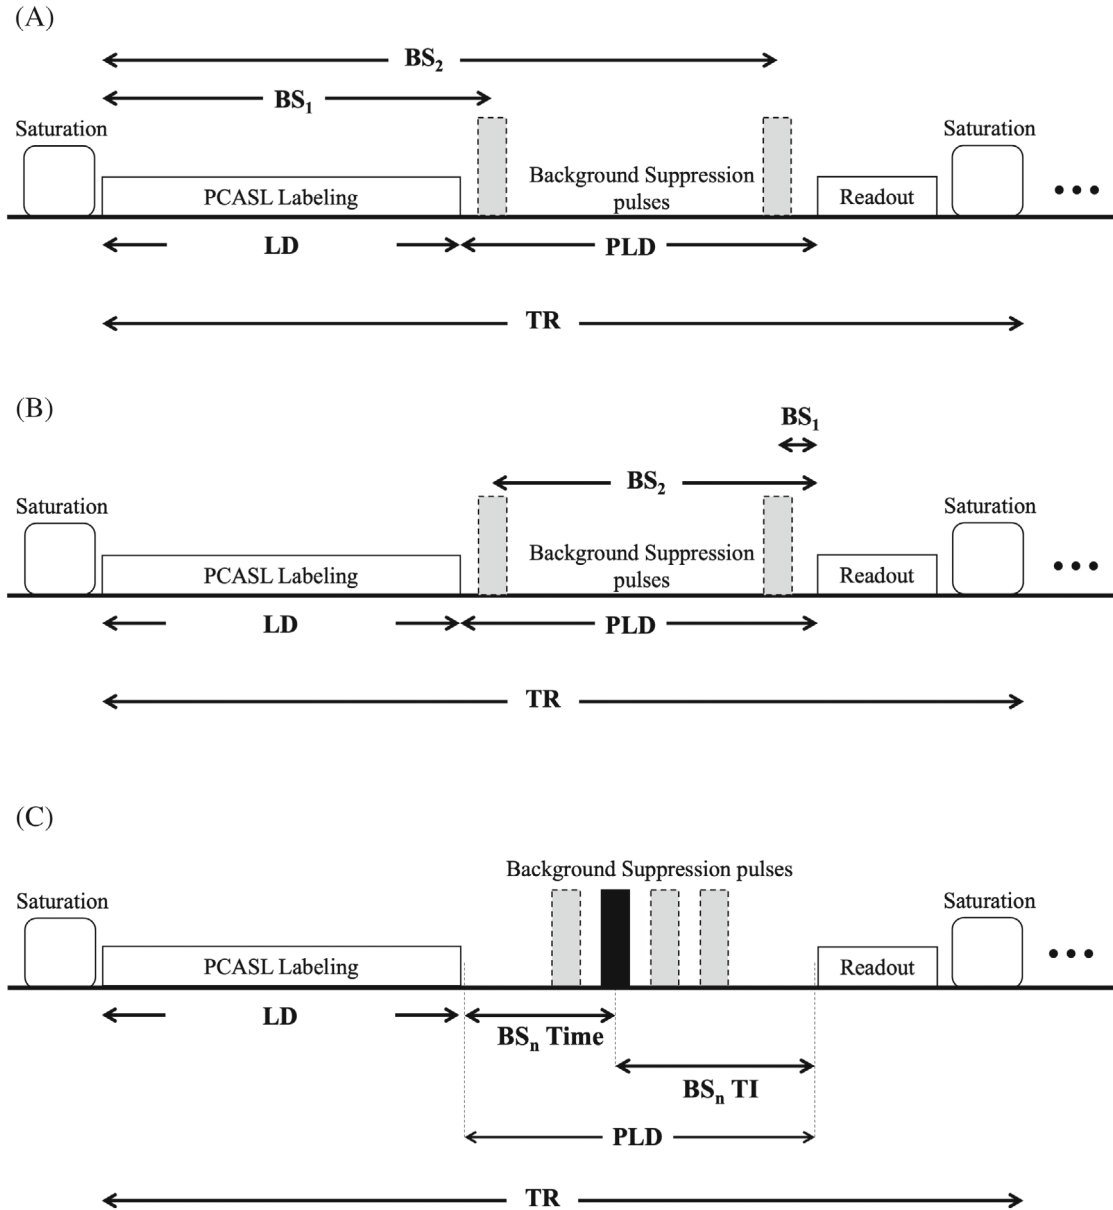 (A)
BS₂
BS₁
Saturation
Saturation
Background Suppression
pulses
PCASL Labeling
Readout
LD
PLD
TR
(B)
BS₁
BS₂
Saturation
Saturation
Background Suppression
pulses
PCASL Labeling
Readout
LD
PLD
TR
(C)
Background Suppression pulses
Saturation
Saturation
PCASL Labeling
Readout
LD
BSₙ Time
BSₙ TI
PLD
TR